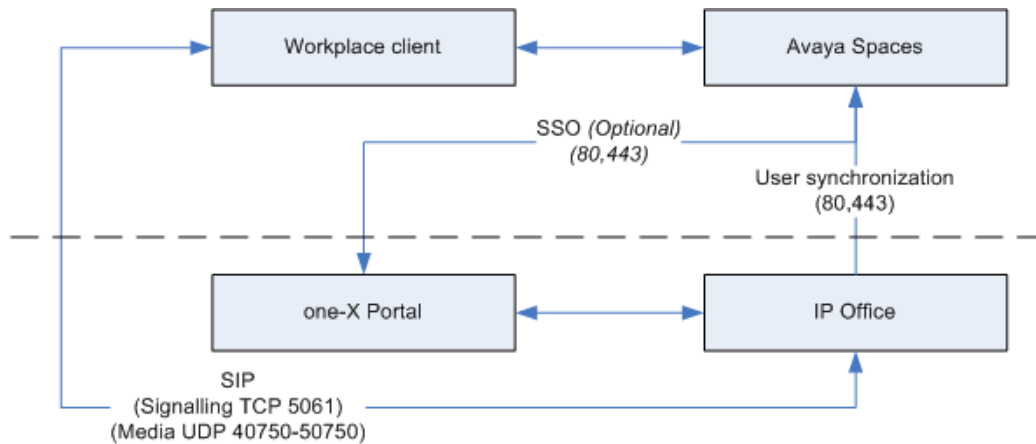 Workplace client
Avaya Spaces
SSO (Optional)
(80,443)
User synchronization
(80,443)
one-X Portal
IP Office
SIP
(Signalling TCP 5061)
(Media UDP 40750-50750)